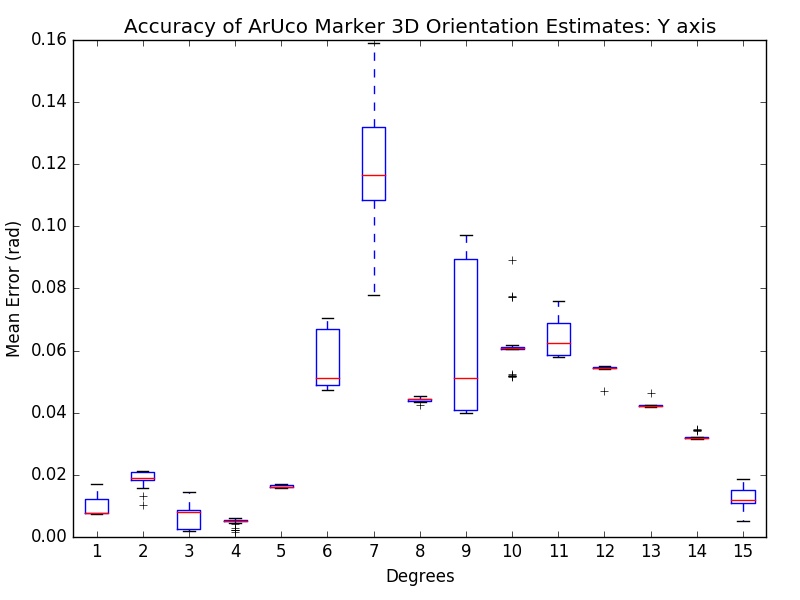 Accuracy of ArUco Marker 3D Orientation Estimates: Y axis
0.16
0.14
0.12
0.10
0.08
0.06
0.04
0.02
0.00
Mean Error (rad)
1 2 3 4 5 6 7 8 9 10 11 12 13 14 15
Degrees